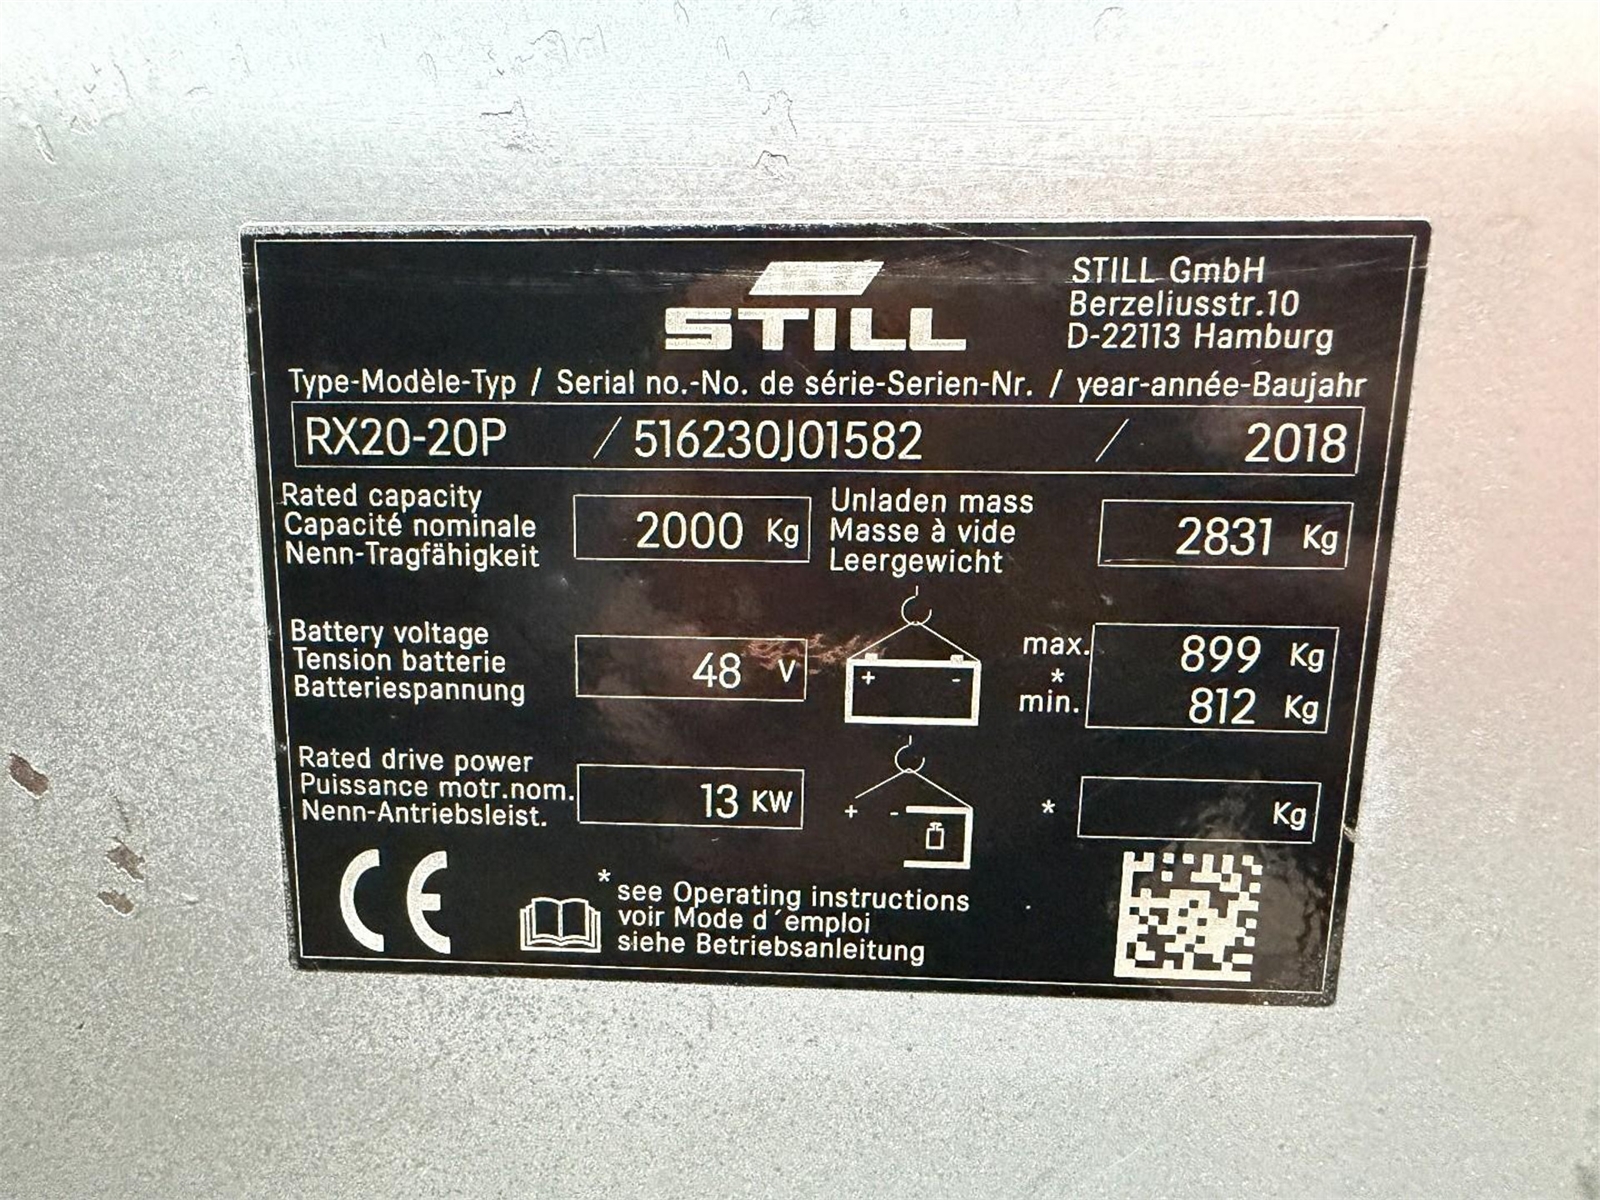 STILL
STILL GmbH
Berzeliusstr.10
D-22113 Hamburg
Type-Modèle-Typ / Serial no.-No. de série-Serien-Nr. / year-année-Baujahr
RX20-20P / 516230J01582 / 2018
Rated capacity
Capacité nominale
Nenn-Tragfähigkeit
2000 Kg
Unladen mass
Masse à vide
Leergewicht
2831 Kg
Battery voltage
Tension batterie
Batteriespannung
48 V
+ -
max. 899 Kg
*
min. 812 Kg
Rated drive power
Puissance motr.nom.
Nenn-Antriebsleist.
13 KW
+ -
* Kg
CE
* see Operating instructions
voir Mode d´emploi
siehe Betriebsanleitung